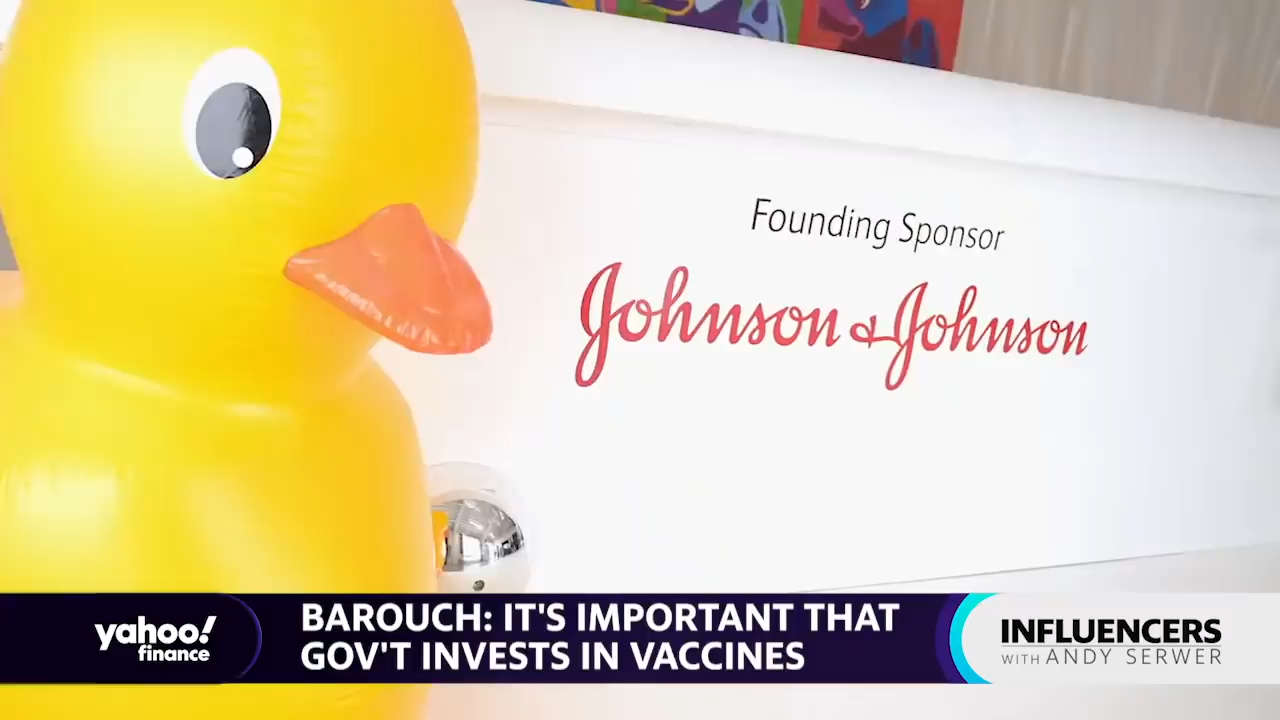 Founding Sponsor
Johnson & Johnson
yahoo!
finance
BAROUCH: IT'S IMPORTANT THAT
GOV'T INVESTS IN VACCINES
INFLUENCERS
WITH ANDY SERWER